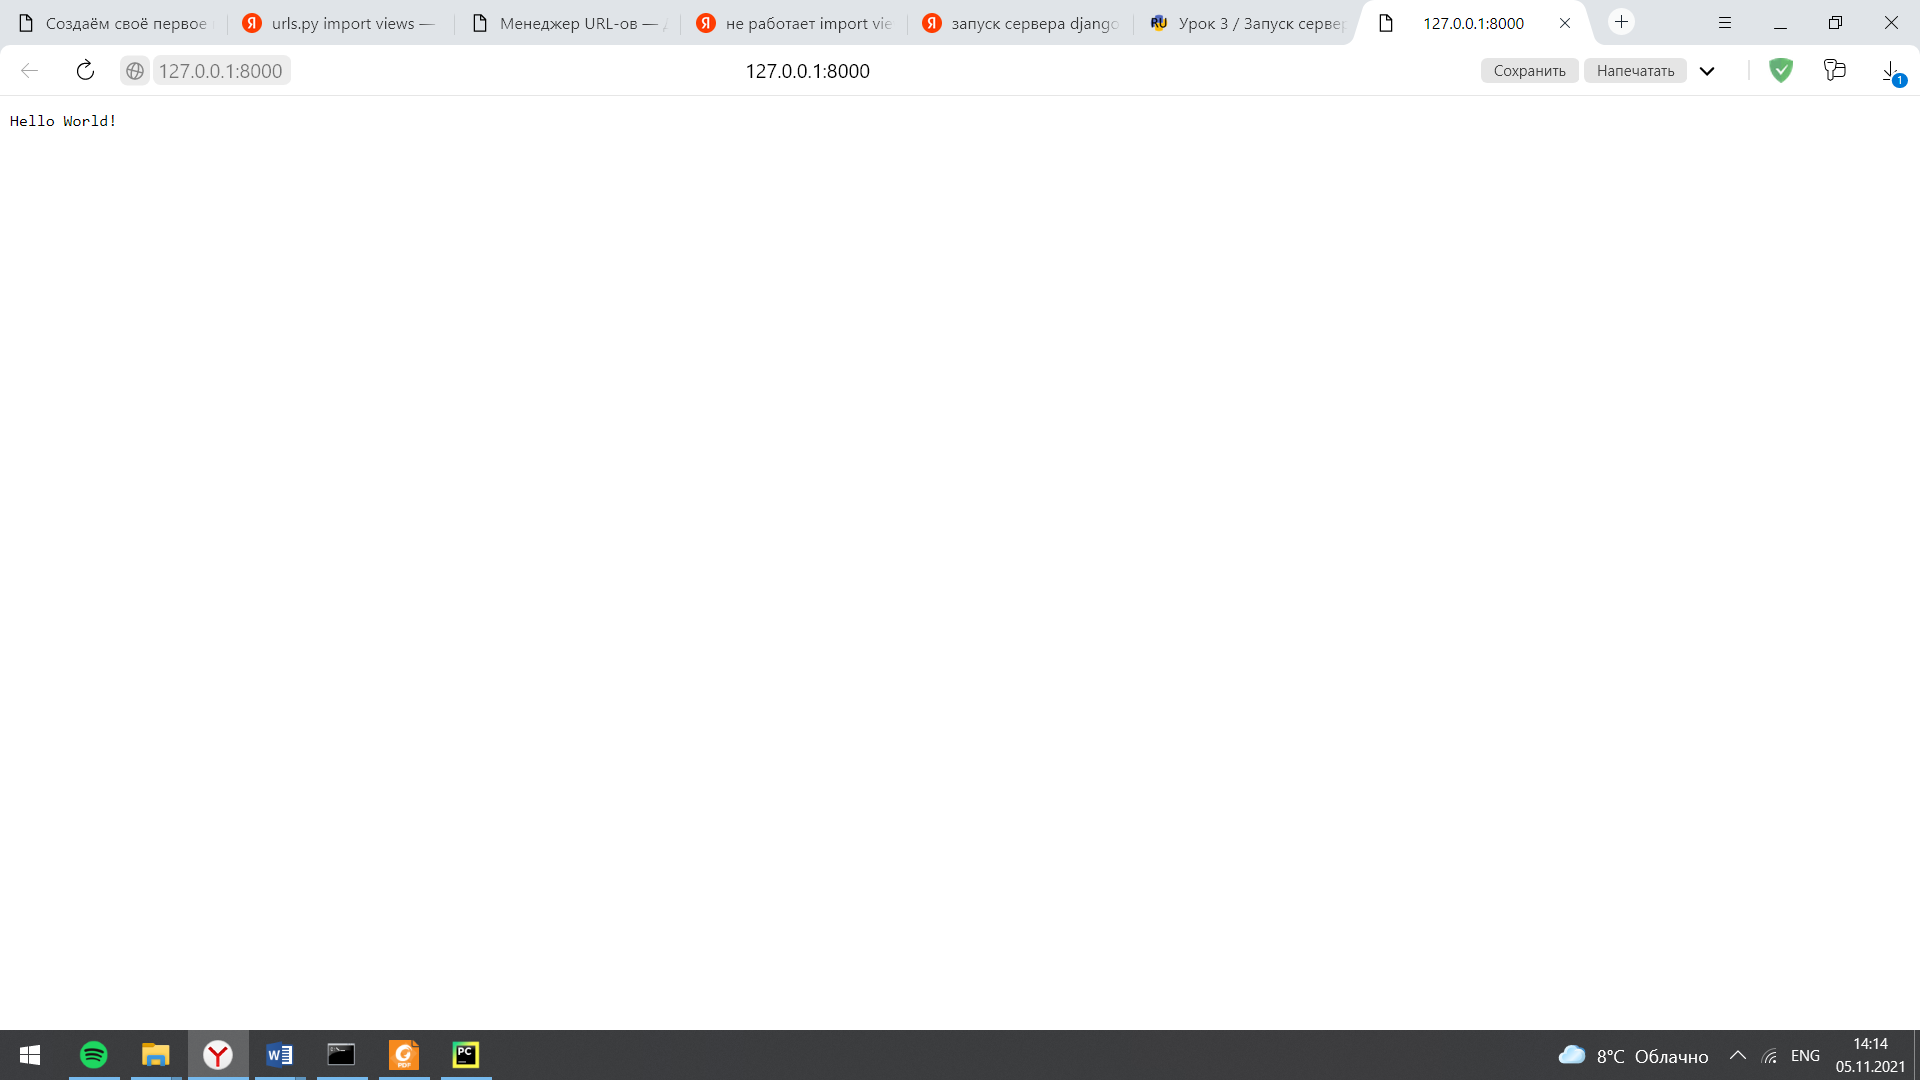 Создаём своё первое
urls.py import views —
Менеджер URL-ов —
не работает import vie
запуск сервера django
Урок 3 / Запуск сервер
127.0.0.1:8000
127.0.0.1:8000
127.0.0.1:8000
Сохранить
Напечатать
1
Hello World!
8°C Облачно
ENG
14:14
05.11.2021